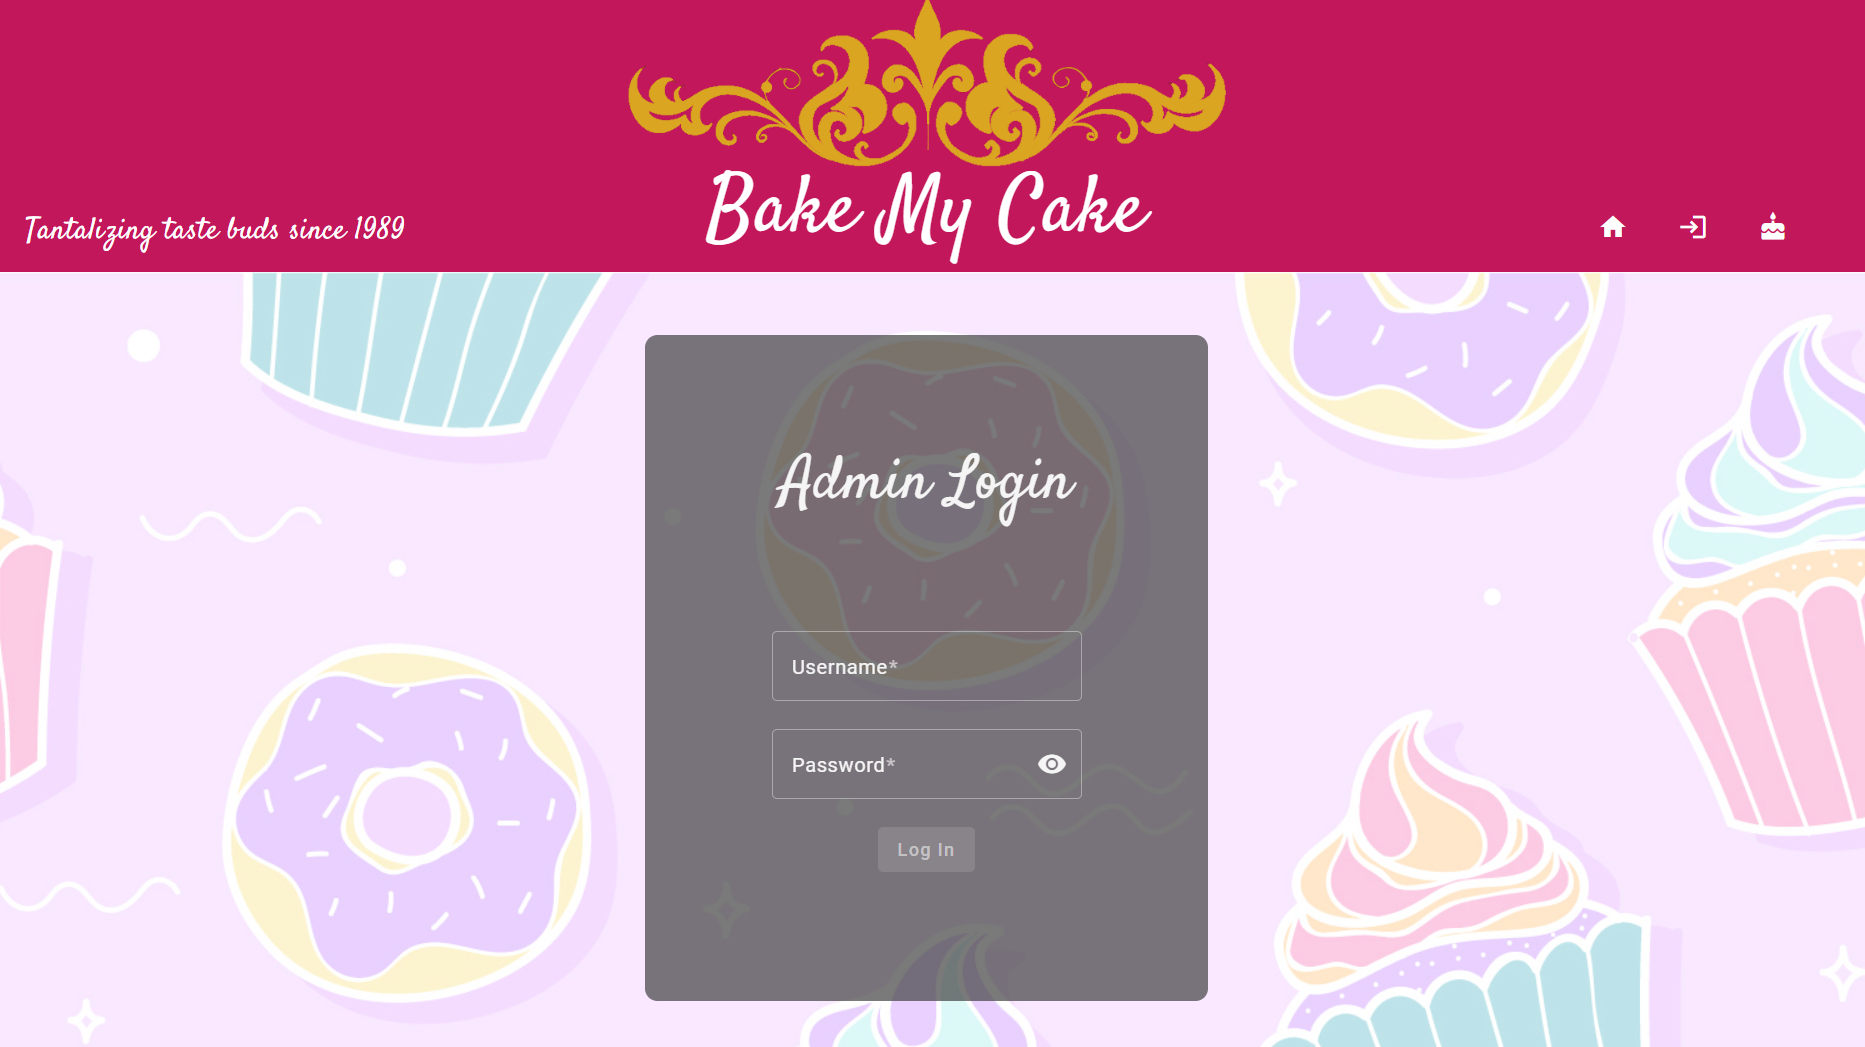 Bake My Cake
Tantalizing taste buds since 1989
Admin Login
Username*
Password*
Log In